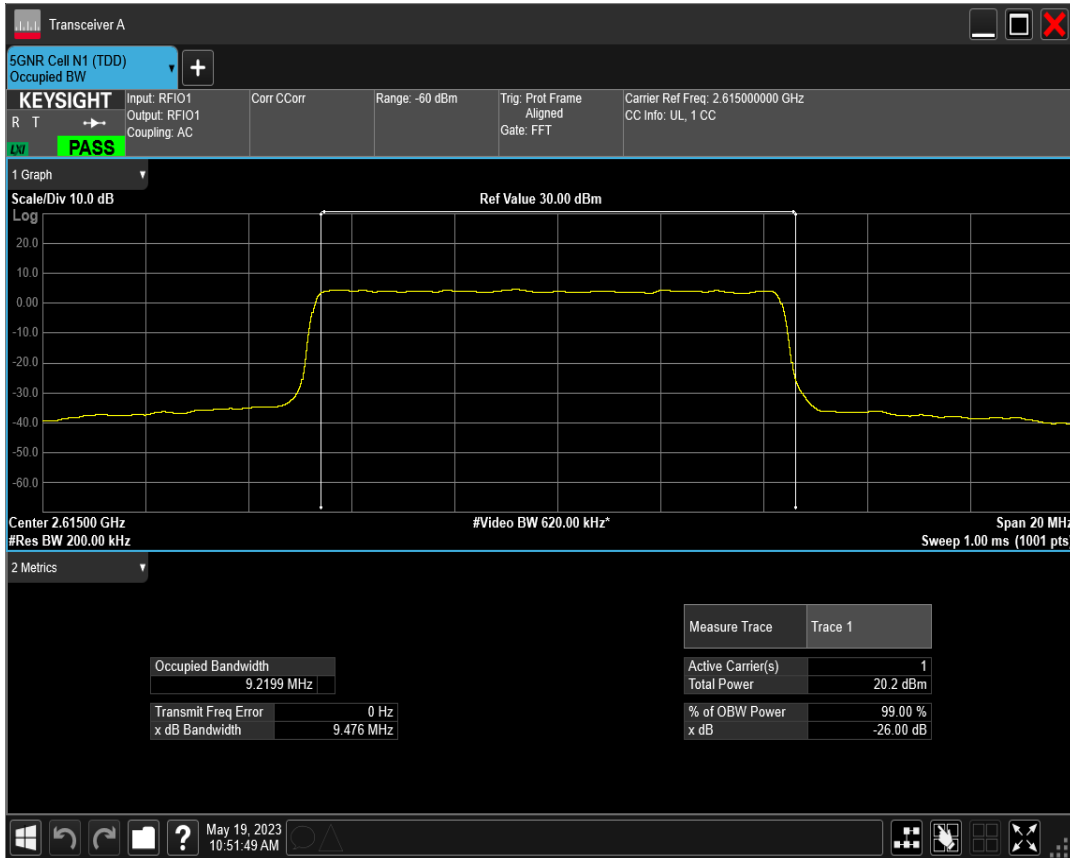 Transceiver A
5GNR Cell N1 (TDD)
Occupied BW
KEYSIGHT
R T
LXI
PASS
Input: RFIO1
Output: RFIO1
Coupling: AC
Corr CCorr
Range: -60 dBm
Trig: Prot Frame
Aligned
Gate: FFT
Carrier Ref Freq: 2.615000000 GHz
CC Info: UL, 1 CC
1 Graph
Scale/Div 10.0 dB
Ref Value 30.00 dBm
Log
20.0
10.0
0.00
-10.0
-20.0
-30.0
-40.0
-50.0
-60.0
Center 2.61500 GHz
#Video BW 620.00 kHz*
Span 20 MHz
#Res BW 200.00 kHz
Sweep 1.00 ms (1001 pts)
2 Metrics
Measure Trace Trace 1
Occupied Bandwidth
9.2199 MHz
Active Carrier(s) 1
Total Power 20.2 dBm
Transmit Freq Error 0 Hz
x dB Bandwidth 9.476 MHz
% of OBW Power 99.00 %
x dB -26.00 dB
?
May 19, 2023
10:51:49 AM